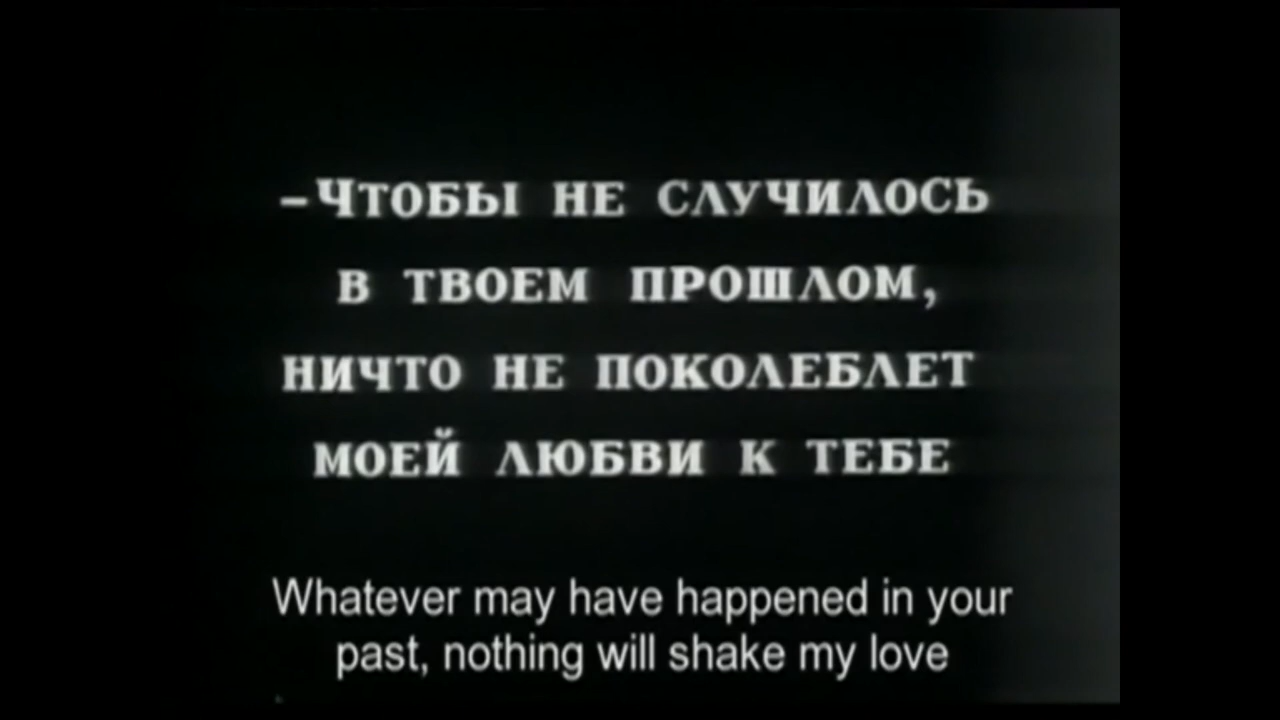 –Чтобы не случилось
в твоем прошлом,
ничто не поколеблет
моей любви к тебе
Whatever may have happened in your
past, nothing will shake my love